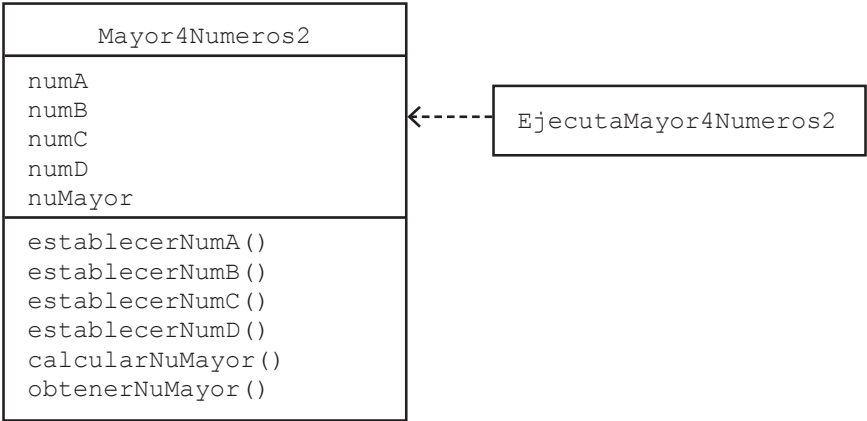 Mayor4Numeros2
numA
numB
numC
numD
nuMayor
establecerNumA()
establecerNumB()
establecerNumC()
establecerNumD()
calcularNuMayor()
obtenerNuMayor()
EjecutaMayor4Numeros2